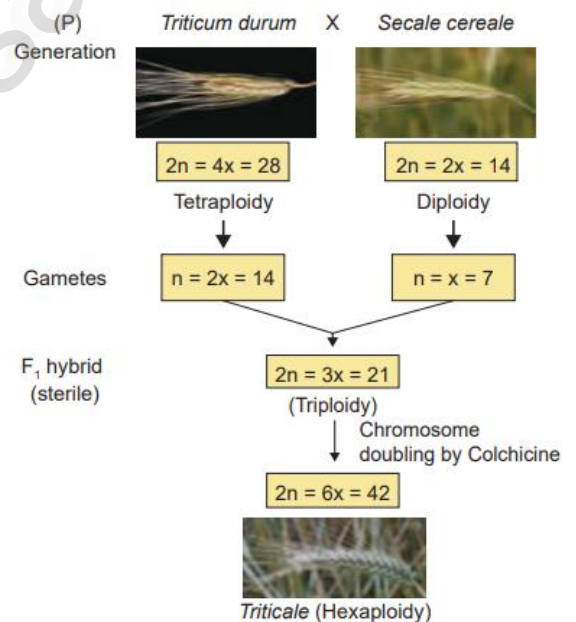 (P) Triticum durum X Secale cereale
Generation
2n = 4x = 28 2n = 2x = 14
Tetraploidy Diploidy
Gametes n = 2x = 14 n = x = 7
F₁ hybrid
(sterile)
2n = 3x = 21
(Triploidy)
Chromosome
doubling by Colchicine
2n = 6x = 42
Triticale (Hexaploidy)